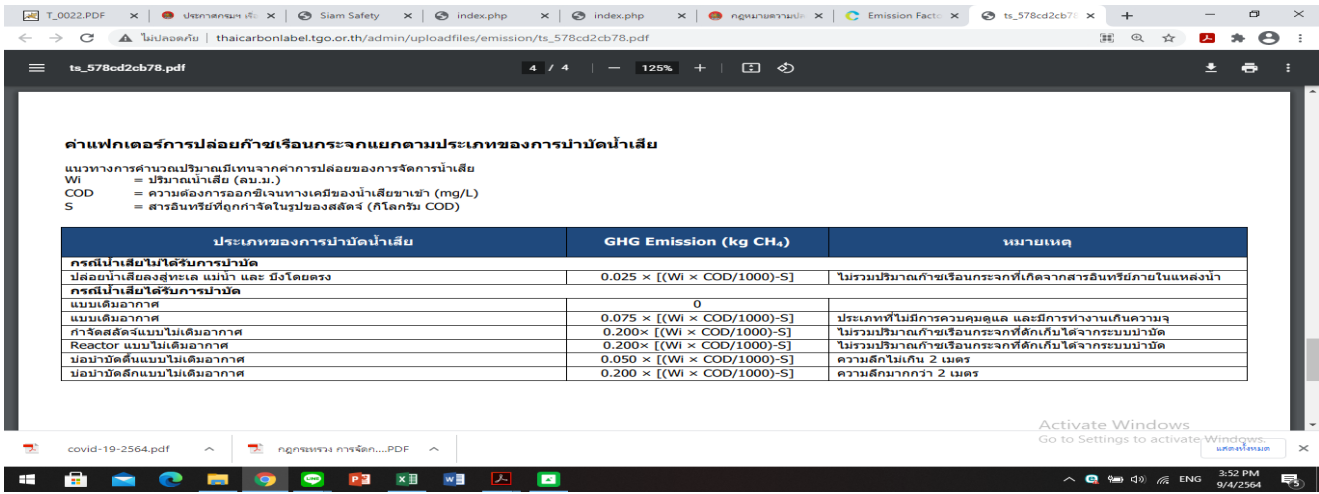 T_0022.PDF
ประกาศกรมฯ เรื่
Siam Safety
index.php
index.php
กฎหมายความปล
Emission Facto
ts_578cd2cb78
ไม่ปลอดภัย | thaicarbonlabel.tgo.or.th/admin/uploadfiles/emission/ts_578cd2cb78.pdf
ts_578cd2cb78.pdf
4 / 4
125%
ค่าแฟกเตอร์การปล่อยก๊าซเรือนกระจกแยกตามประเภทของการบำบัดน้ำเสีย
แนวทางการคำนวณปริมาณมีเทนจากค่าการปล่อยของการจัดการน้ำเสีย
Wi = ปริมาณน้ำเสีย (ลบ.ม.)
COD = ความต้องการออกซิเจนทางเคมีของน้ำเสียขาเข้า (mg/L)
S = สารอินทรีย์ที่ถูกกำจัดในรูปของสลัดจ์ (กิโลกรัม COD)
ประเภทของการบำบัดน้ำเสีย GHG Emission (kg CH₄) หมายเหตุ
กรณีน้ำเสียไม่ได้รับการบำบัด
ปล่อยน้ำเสียลงสู่ทะเล แม่น้ำ และ บึงโดยตรง 0.025 × [(Wi × COD/1000)-S] ไม่รวมปริมาณก๊าซเรือนกระจกที่เกิดจากสารอินทรีย์ภายในแหล่งน้ำ
กรณีน้ำเสียได้รับการบำบัด
แบบเติมอากาศ 0
แบบเติมอากาศ 0.075 × [(Wi × COD/1000)-S] ประเภทที่ไม่มีการควบคุมดูแล และมีการทำงานเกินความจุ
กำจัดสลัดจ์แบบไม่เติมอากาศ 0.200× [(Wi × COD/1000)-S] ไม่รวมปริมาณก๊าซเรือนกระจกที่ดักเก็บได้จากระบบบำบัด
Reactor แบบไม่เติมอากาศ 0.200× [(Wi × COD/1000)-S] ไม่รวมปริมาณก๊าซเรือนกระจกที่ดักเก็บได้จากระบบบำบัด
บ่อบำบัดตื้นแบบไม่เติมอากาศ 0.050 × [(Wi × COD/1000)-S] ความลึกไม่เกิน 2 เมตร
บ่อบำบัดลึกแบบไม่เติมอากาศ 0.200 × [(Wi × COD/1000)-S] ความลึกมากกว่า 2 เมตร
Activate Windows
Go to Settings to activate Windows.
covid-19-2564.pdf
กฎกระทรวง การจัดก....PDF
แสดงทั้งหมด
ENG
3:52 PM
9/4/2564